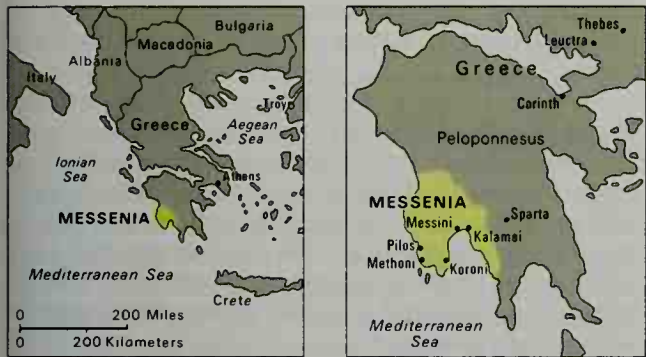 Bulgaria
Macedonia
Albania
Italy
Troy
Greece
Aegean
Sea
Ionian
Sea
Athens
MESSENIA
Mediterranean Sea
Crete
0 200 Miles
0 200 Kilometers
Thebes
Leuctra
Greece
Corinth
Peloponnesus
MESSENIA
Messini
Sparta
Kalamai
Pilos
Methoni
Koroni
Mediterranean
Sea